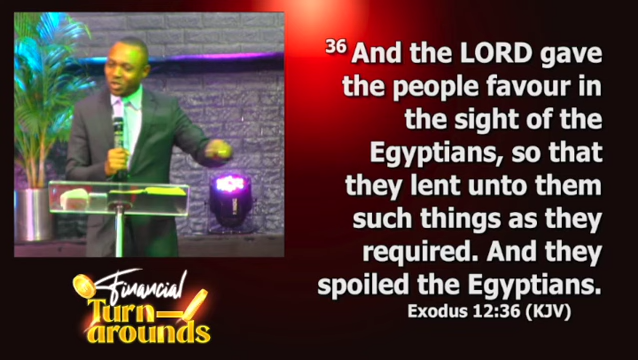 36 And the LORD gave
the people favour in
the sight of the
Egyptians, so that
they lent unto them
such things as they
required. And they
spoiled the Egyptians.
Exodus 12:36 (KJV)
Financial
Turn-
arounds